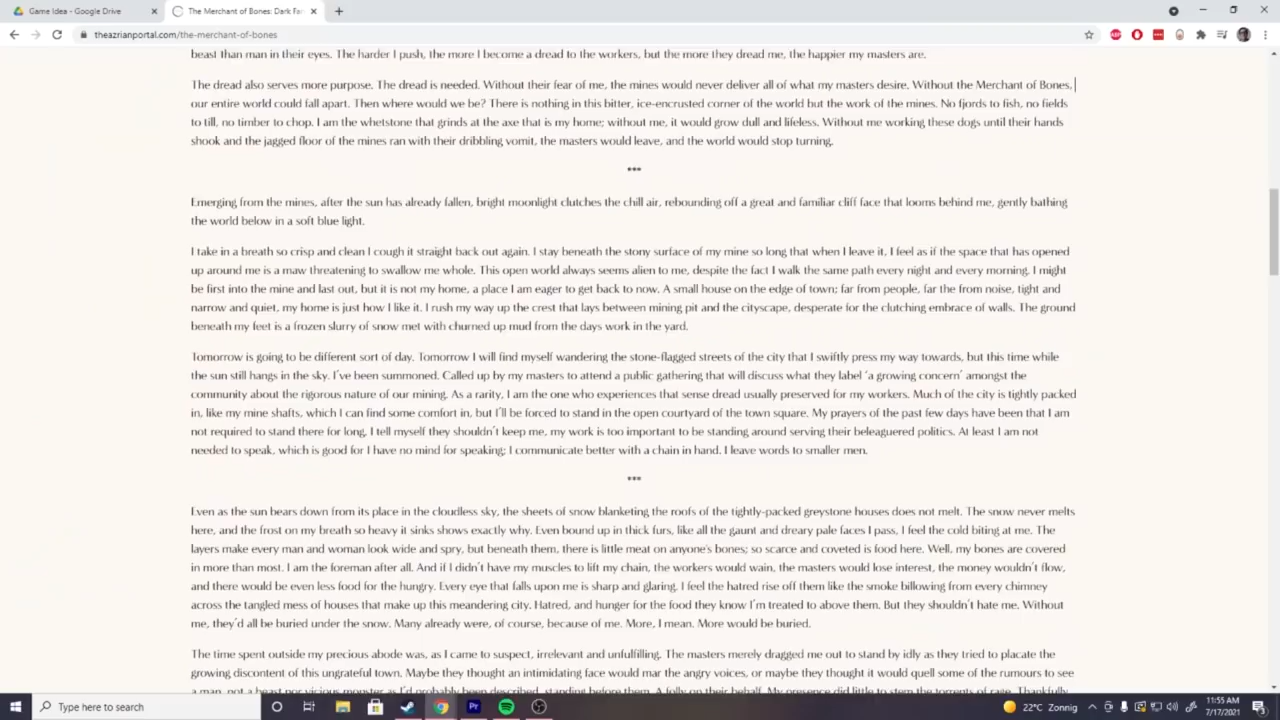 Game Idea - Google Drive
The Merchant of Bones: Dark Fan
theazrianportal.com/the-merchant-of-bones
ABP
beast than man in their eyes. The harder I push, the more I become a dread to the workers, but the more they dread me, the happier my masters are.
The dread also serves more purpose. The dread is needed. Without their fear of me, the mines would never deliver all of what my masters desire. Without the Merchant of Bones,
our entire world could fall apart. Then where would we be? There is nothing in this bitter, ice-encrusted corner of the world but the work of the mines. No fjords to fish, no fields
to till, no timber to chop. I am the whetstone that grinds at the axe that is my home; without me, it would grow dull and lifeless. Without me working these dogs until their hands
shook and the jagged floor of the mines ran with their dribbling vomit, the masters would leave, and the world would stop turning.
***
Emerging from the mines, after the sun has already fallen, bright moonlight clutches the chill air, rebounding off a great and familiar cliff face that looms behind me, gently bathing
the world below in a soft blue light.
I take in a breath so crisp and clean I cough it straight back out again. I stay beneath the stony surface of my mine so long that when I leave it, I feel as if the space that has opened
up around me is a maw threatening to swallow me whole. This open world always seems alien to me, despite the fact I walk the same path every night and every morning. I might
be first into the mine and last out, but it is not my home, a place I am eager to get back to now. A small house on the edge of town; far from people, far the from noise, tight and
narrow and quiet, my home is just how I like it. I rush my way up the crest that lays between mining pit and the cityscape, desperate for the clutching embrace of walls. The ground
beneath my feet is a frozen slurry of snow met with churned up mud from the days work in the yard.
Tomorrow is going to be different sort of day. Tomorrow I will find myself wandering the stone-flagged streets of the city that I swiftly press my way towards, but this time while
the sun still hangs in the sky. I've been summoned. Called up by my masters to attend a public gathering that will discuss what they label 'a growing concern' amongst the
community about the rigorous nature of our mining. As a rarity, I am the one who experiences that sense dread usually preserved for my workers. Much of the city is tightly packed
in, like my mine shafts, which I can find some comfort in, but I'll be forced to stand in the open courtyard of the town square. My prayers of the past few days have been that I am
not required to stand there for long, I tell myself they shouldn't keep me, my work is too important to be standing around serving their beleaguered politics. At least I am not
needed to speak, which is good for I have no mind for speaking; I communicate better with a chain in hand. I leave words to smaller men.
***
Even as the sun bears down from its place in the cloudless sky, the sheets of snow blanketing the roofs of the tightly-packed greystone houses does not melt. The snow never melts
here, and the frost on my breath so heavy it sinks shows exactly why. Even bound up in thick furs, like all the gaunt and dreary pale faces I pass, I feel the cold biting at me. The
layers make every man and woman look wide and spry, but beneath them, there is little meat on anyone's bones; so scarce and coveted is food here. Well, my bones are covered
in more than most. I am the foreman after all. And if I didn't have my muscles to lift my chain, the workers would wain, the masters would lose interest, the money wouldn't flow,
and there would be even less food for the hungry. Every eye that falls upon me is sharp and glaring. I feel the hatred rise off them like the smoke billowing from every chimney
across the tangled mess of houses that make up this meandering city. Hatred, and hunger for the food they know I'm treated to above them. But they shouldn't hate me. Without
me, they'd all be buried under the snow. Many already were, of course, because of me. More, I mean. More would be buried.
The time spent outside my precious abode was, as I came to suspect, irrelevant and unfulfilling. The masters merely dragged me out to stand by idly as they tried to placate the
growing discontent of this ungrateful town. Maybe they thought an intimidating face would mar the angry voices, or maybe they thought it would quell some of the rumours to see
a man, not a beast nor vicious monster as I'd probably been described, standing before them. A folly on their behalf. My presence did little to stem the torrents of rage. Thankfully
Type here to search
Pr
22°C Zonnig
11:55 AM
7/17/2021
3